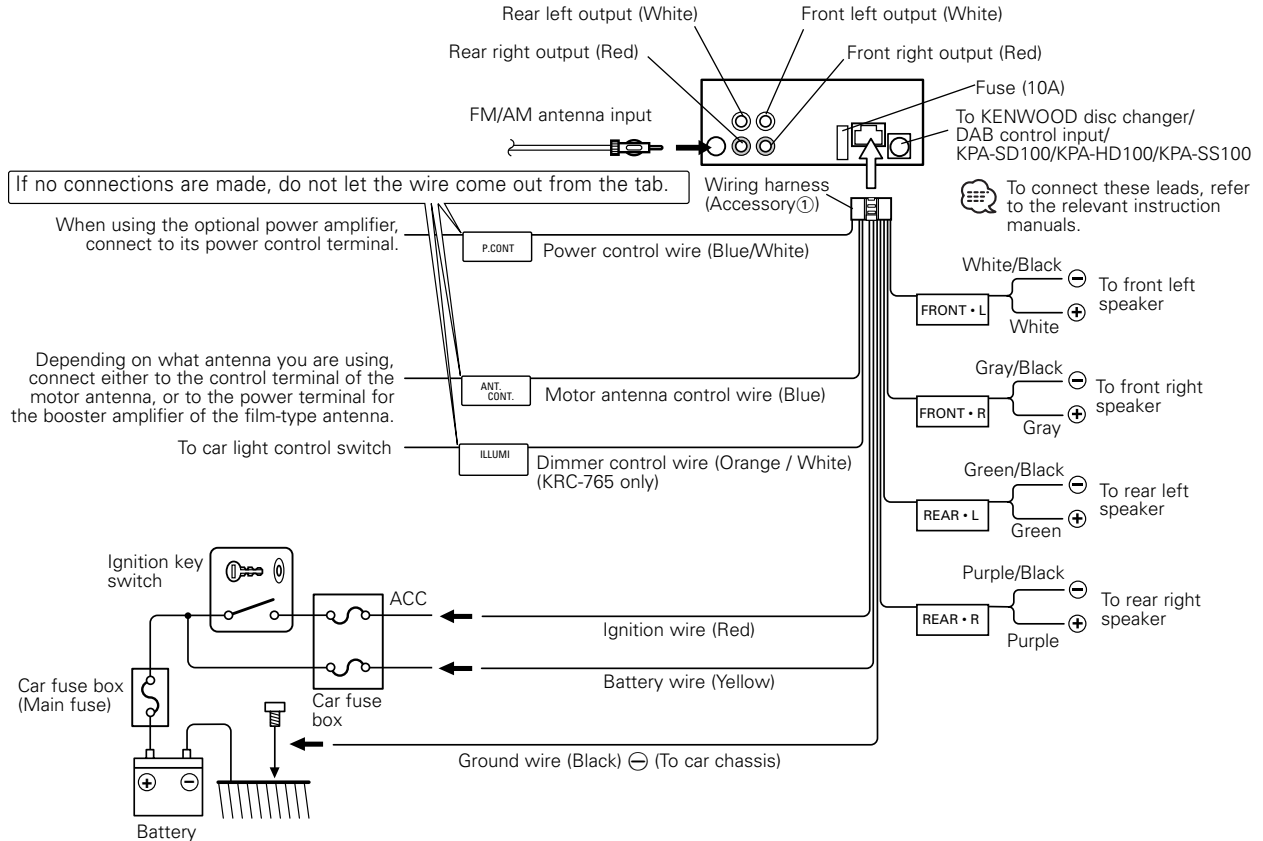 Rear left output (White)
Front left output (White)
Rear right output (Red)
Front right output (Red)
Fuse (10A)
FM/AM antenna input
To KENWOOD disc changer/
DAB control input/
KPA-SD100/KPA-HD100/KPA-SS100
If no connections are made, do not let the wire come out from the tab.
Wiring harness
(Accessory①)
To connect these leads, refer
to the relevant instruction
manuals.
When using the optional power amplifier,
connect to its power control terminal.
P.CONT
Power control wire (Blue/White)
White/Black
⊖
To front left
speaker
FRONT • L
White
⊕
Depending on what antenna you are using,
connect either to the control terminal of the
motor antenna, or to the power terminal for
the booster amplifier of the film-type antenna.
ANT.
CONT.
Motor antenna control wire (Blue)
Gray/Black
⊖
To front right
speaker
FRONT • R
Gray
⊕
To car light control switch
ILLUMI
Dimmer control wire (Orange / White)
(KRC-765 only)
Green/Black
⊖
To rear left
speaker
REAR • L
Green
⊕
Ignition key
switch
ACC
Ignition wire (Red)
Purple/Black
⊖
To rear right
speaker
REAR • R
Purple
⊕
Car fuse box
(Main fuse)
Car fuse
box
Battery wire (Yellow)
Ground wire (Black) ⊖ (To car chassis)
⊕ ⊖
Battery